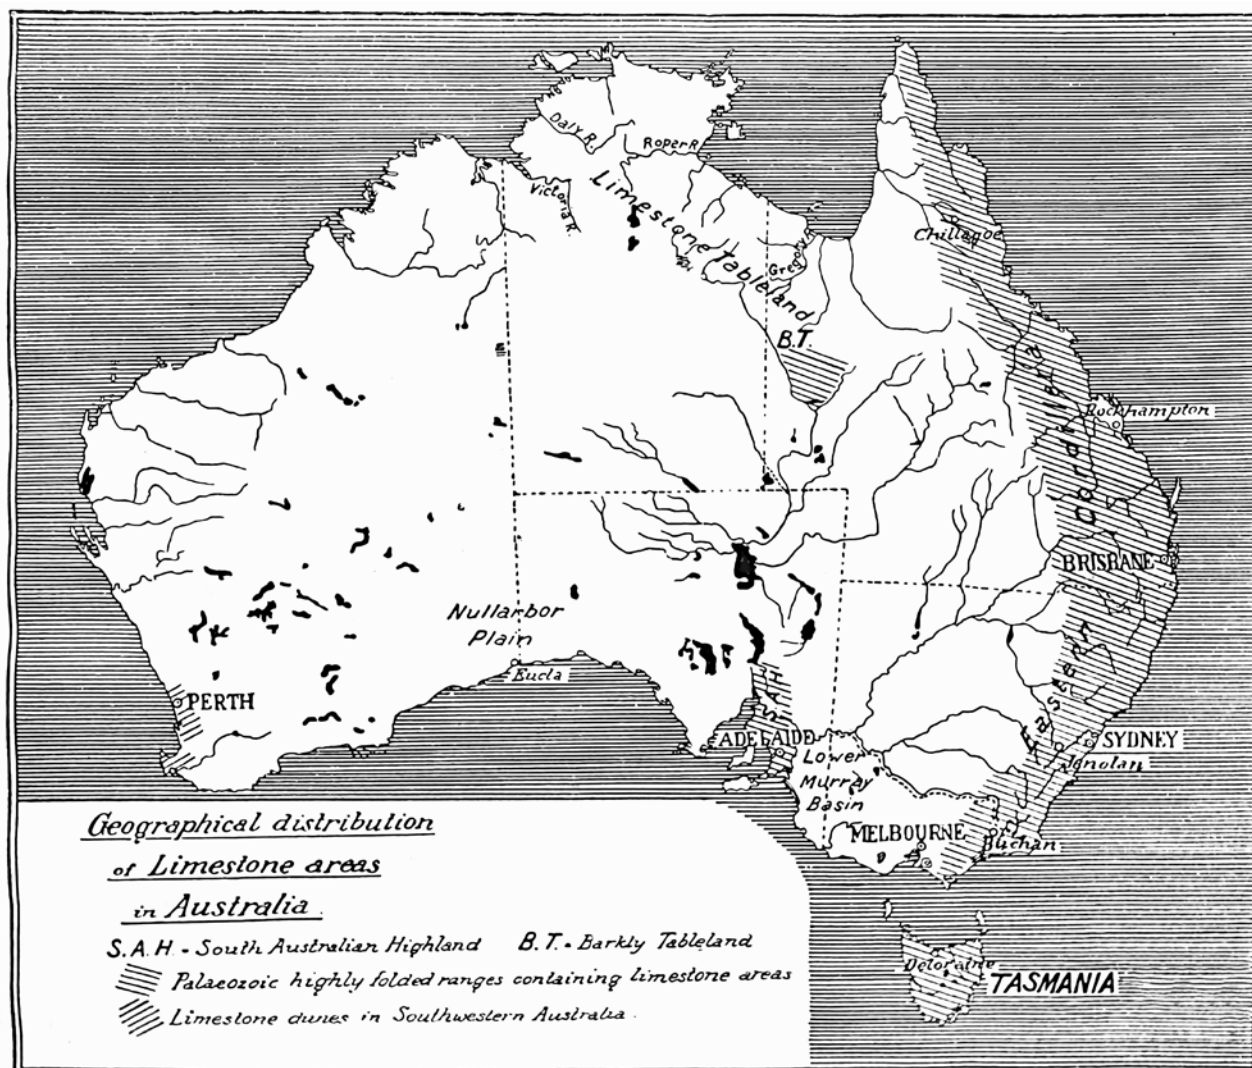 Daly R.
Roper R.
Victoria R.
Limestone Tableland
Gregory R.
Chillagoe
B.T.
Eastern Cordillera
Rockhampton
BRISBANE
Nullarbor
Plain
Eucla
PERTH
S A H
ADELAIDE
Lower
Murray
Basin
SYDNEY
Jenolan
MELBOURNE
Buchan
Deloraine
TASMANIA
Geographical distribution
of Limestone areas
in Australia.
S.A.H. - South Australian Highland B.T. - Barkly Tableland
Palaeozoic highly folded ranges containing limestone areas
Limestone dunes in Southwestern Australia.